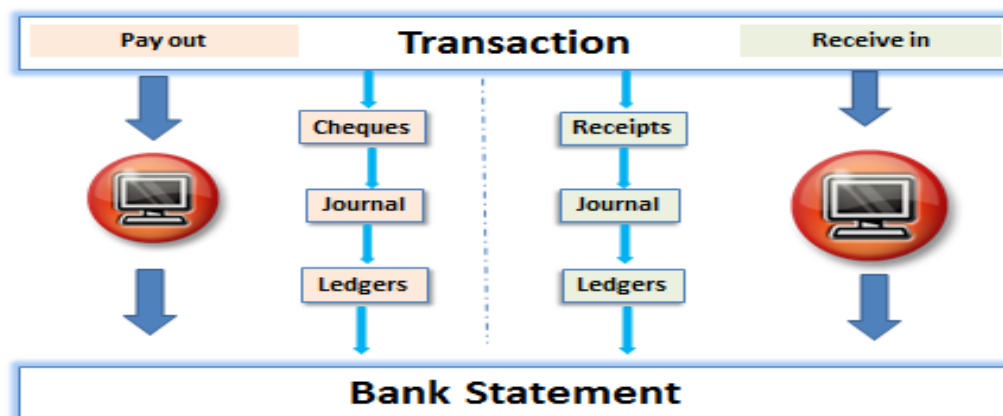 Pay out
Transaction
Receive in
Cheques
Receipts
Journal
Journal
Ledgers
Ledgers
Bank Statement